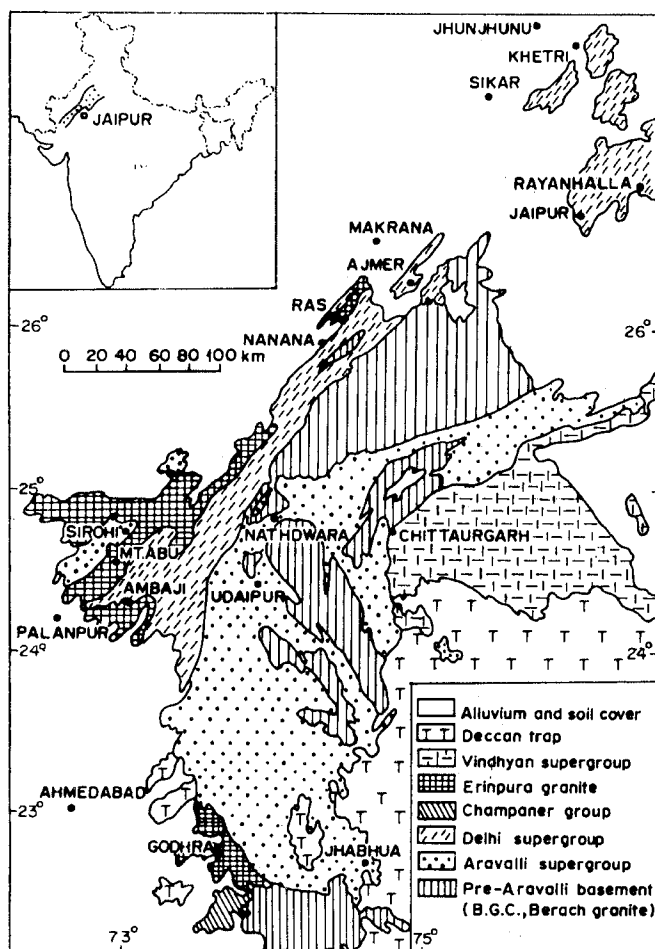 JHUNJHUNU
KHETRI
SIKAR
JAIPUR
RAYANHALLA
JAIPUR
MAKRANA
AJMER
RAS
26°
26°
NANANA
0 20 40 60 100 km
25°
SIROHI
NATHDWARA
CHITTAURGARH
MT.ABU
AMBAJI
UDAIPUR
PALANPUR
24°
24°
AHMEDABAD
23°
GODHRA
JHABHUA
73°
75°
T
Alluvium and soil cover
T T Deccan trap
Vindhyan supergroup
Erinpura granite
Champaner group
Delhi supergroup
Aravalli supergroup
Pre-Aravalli basement
(B.G.C., Berach granite)